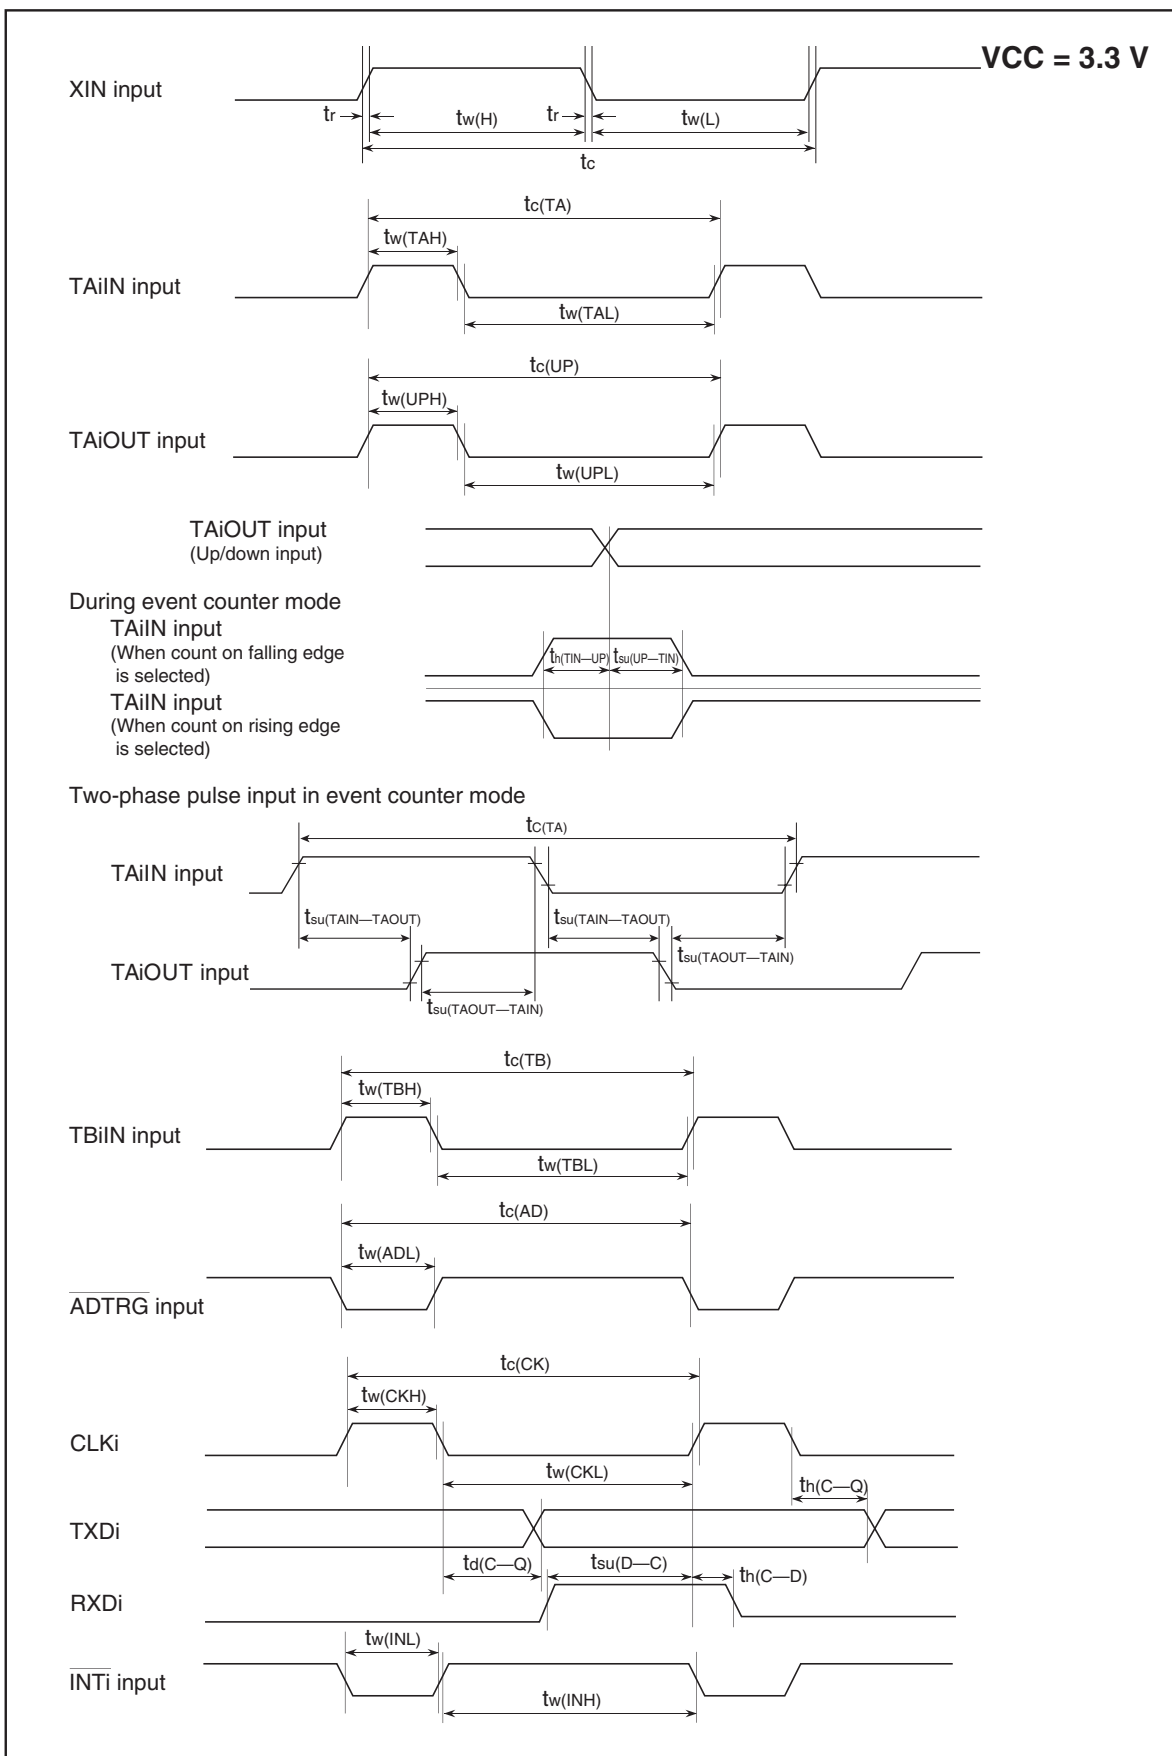 VCC = 3.3 V
XIN input
tr
tw(H)
tr
tw(L)
tc
tc(TA)
tw(TAH)
TAiIN input
tw(TAL)
tc(UP)
tw(UPH)
TAiOUT input
tw(UPL)
TAiOUT input
(Up/down input)
During event counter mode
TAiIN input
(When count on falling edge
is selected)
th(TIN—UP)
tsu(UP—TIN)
TAiIN input
(When count on rising edge
is selected)
Two-phase pulse input in event counter mode
tC(TA)
TAiIN input
tsu(TAIN—TAOUT)
tsu(TAIN—TAOUT)
tsu(TAOUT—TAIN)
TAiOUT input
tsu(TAOUT—TAIN)
tc(TB)
tw(TBH)
TBiIN input
tw(TBL)
tc(AD)
tw(ADL)
ADTRG input
tc(CK)
tw(CKH)
CLKi
tw(CKL)
th(C—Q)
TXDi
td(C—Q)
tsu(D—C)
th(C—D)
RXDi
tw(INL)
INTi input
tw(INH)